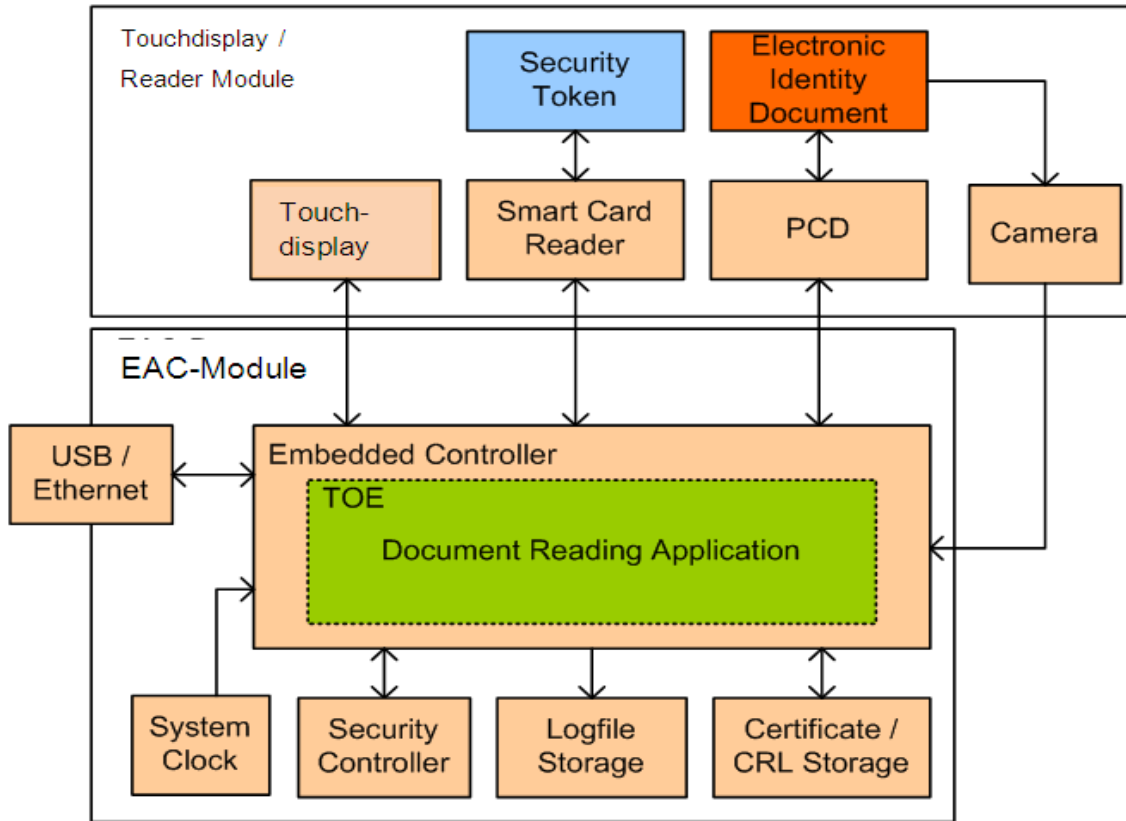 Touchdisplay /
Reader Module
Security
Token
Electronic
Identity
Document
Touch-
display
Smart Card
Reader
PCD
Camera
EAC-Module
USB /
Ethernet
Embedded Controller
TOE
Document Reading Application
System
Clock
Security
Controller
Logfile
Storage
Certificate /
CRL Storage